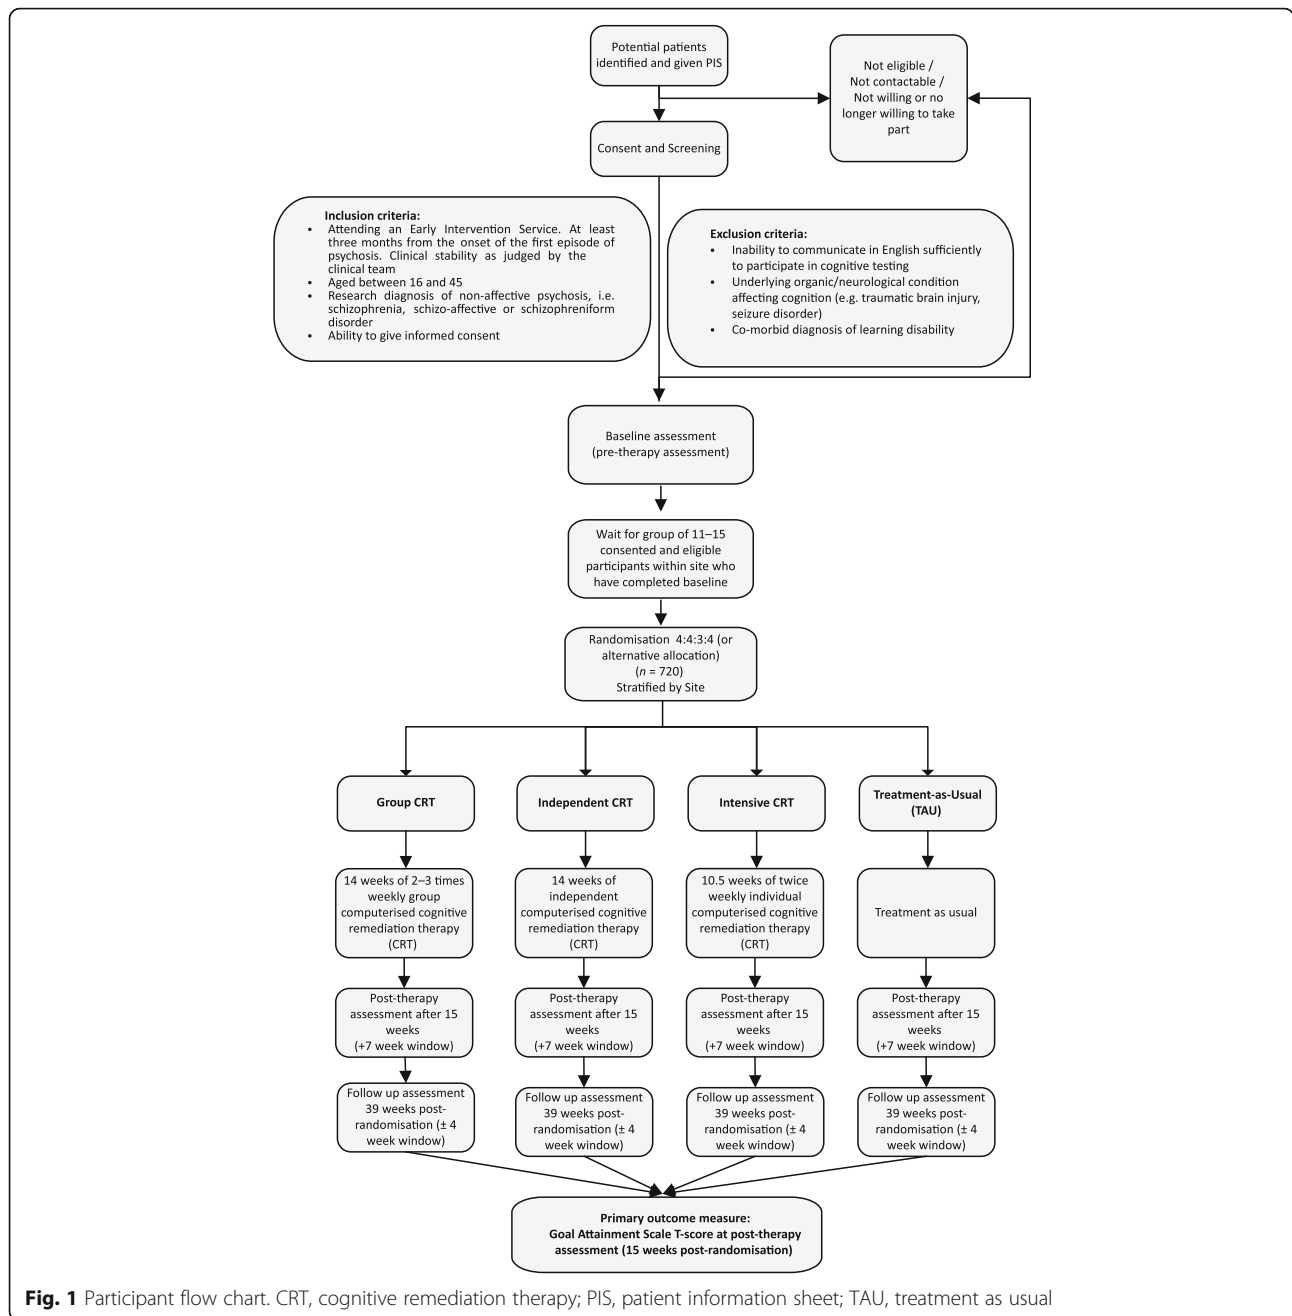 Potential patients
identified and given PIS
Not eligible /
Not contactable /
Not willing or no
longer willing to take
part
Consent and Screening
Inclusion criteria:
• Attending an Early Intervention Service. At least
three months from the onset of the first episode of
psychosis. Clinical stability as judged by the
clinical team
• Aged between 16 and 45
• Research diagnosis of non-affective psychosis, i.e.
schizophrenia, schizo-affective or schizophreniform
disorder
• Ability to give informed consent
Exclusion criteria:
• Inability to communicate in English sufficiently
to participate in cognitive testing
• Underlying organic/neurological condition
affecting cognition (e.g. traumatic brain injury,
seizure disorder)
• Co-morbid diagnosis of learning disability
Baseline assessment
(pre-therapy assessment)
Wait for group of 11–15
consented and eligible
participants within site who
have completed baseline
Randomisation 4:4:3:4 (or
alternative allocation)
(n = 720)
Stratified by Site
Group CRT
Independent CRT
Intensive CRT
Treatment-as-Usual
(TAU)
14 weeks of 2–3 times
weekly group
computerised cognitive
remediation therapy
(CRT)
14 weeks of
independent
computerised cognitive
remediation therapy
(CRT)
10.5 weeks of twice
weekly individual
computerised cognitive
remediation therapy
(CRT)
Treatment as usual
Post-therapy
assessment after 15
weeks
(+7 week window)
Post-therapy
assessment after 15
weeks
(+7 week window)
Post-therapy
assessment after 15
weeks
(+7 week window)
Post-therapy
assessment after 15
weeks
(+7 week window)
Follow up assessment
39 weeks post-
randomisation (± 4
week window)
Follow up assessment
39 weeks post-
randomisation (± 4
week window)
Follow up assessment
39 weeks post-
randomisation (± 4
week window)
Follow up assessment
39 weeks post-
randomisation (± 4
week window)
Primary outcome measure:
Goal Attainment Scale T-score at post-therapy
assessment (15 weeks post-randomisation)
Fig. 1 Participant flow chart. CRT, cognitive remediation therapy; PIS, patient information sheet; TAU, treatment as usual